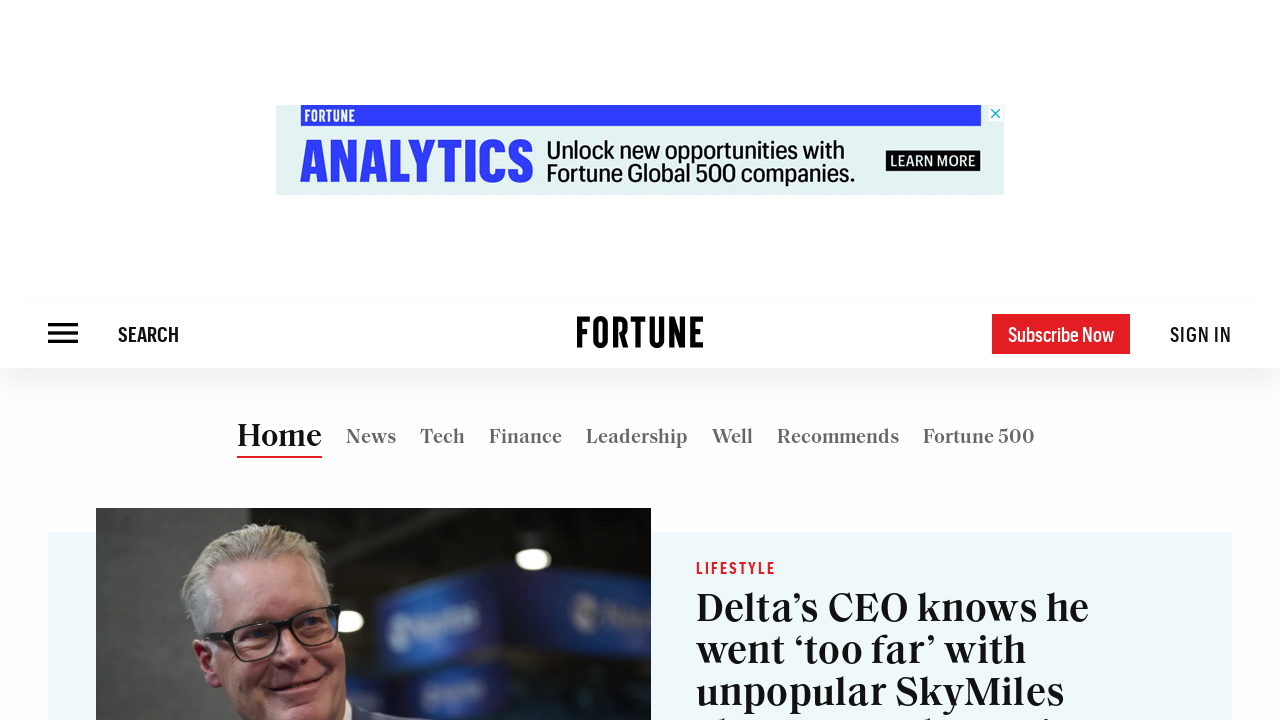 FORTUNE
ANALYTICS
Unlock new opportunities with
Fortune Global 500 companies.
LEARN MORE
SEARCH
FORTUNE
Subscribe Now
SIGN IN
Home News Tech Finance Leadership Well Recommends Fortune 500
LIFESTYLE
Delta’s CEO knows he
went ‘too far’ with
unpopular SkyMiles